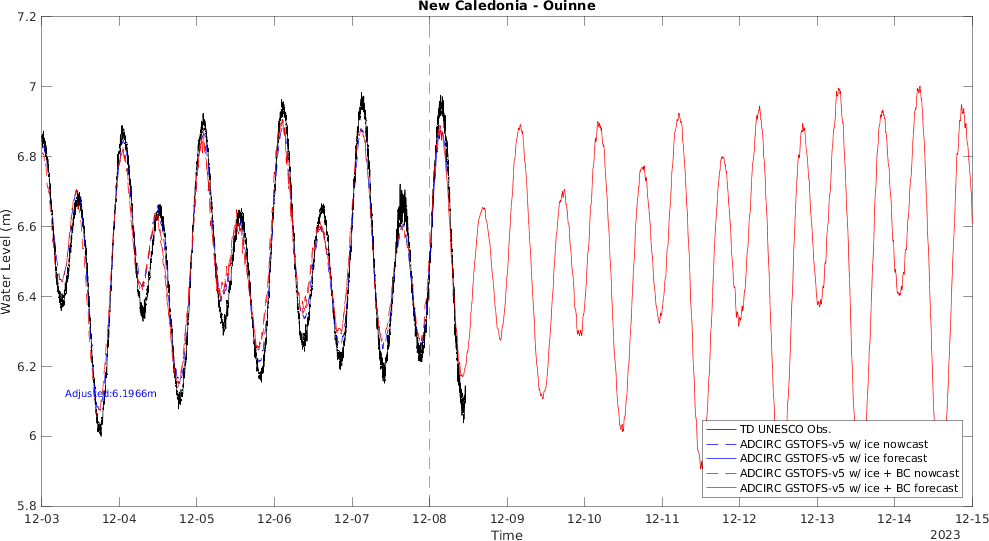 New Caledonia - Ouinne
7.2
7
6.8
6.6
6.4
6.2
6
5.8
Water Level (m)
Adjusted:6.1966m
TD UNESCO Obs.
ADCIRC GSTOFS-v5 w/ ice nowcast
ADCIRC GSTOFS-v5 w/ ice forecast
ADCIRC GSTOFS-v5 w/ ice + BC nowcast
ADCIRC GSTOFS-v5 w/ ice + BC forecast
12-03 12-04 12-05 12-06 12-07 12-08 12-09 12-10 12-11 12-12 12-13 12-14 12-15
Time
2023